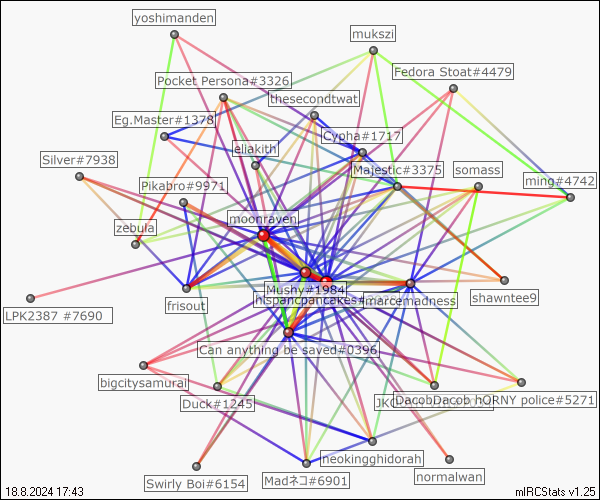 yoshimanden
mukszi
Fedora Stoat#4479
Pocket Persona#3326
thesecondtwat
Eg.Master#1378
Cypha#1717
eliakith
Silver#7938
Majestic#3375
somass
ming#4742
Pikabro#9971
moonraven
zebula
Mushy#1984
hispancpancakes
marcemadness
shawntee9
frisout
LPK2387 #7690
Can anything be saved#0396
bigcitysamurai
Duck#1245
DacobDacob hORNY police#5271
neokingghidorah
Swirly Boi#6154
Madネコ#6901
normalwan
18.8.2024 17:43
mIRCStats v1.25